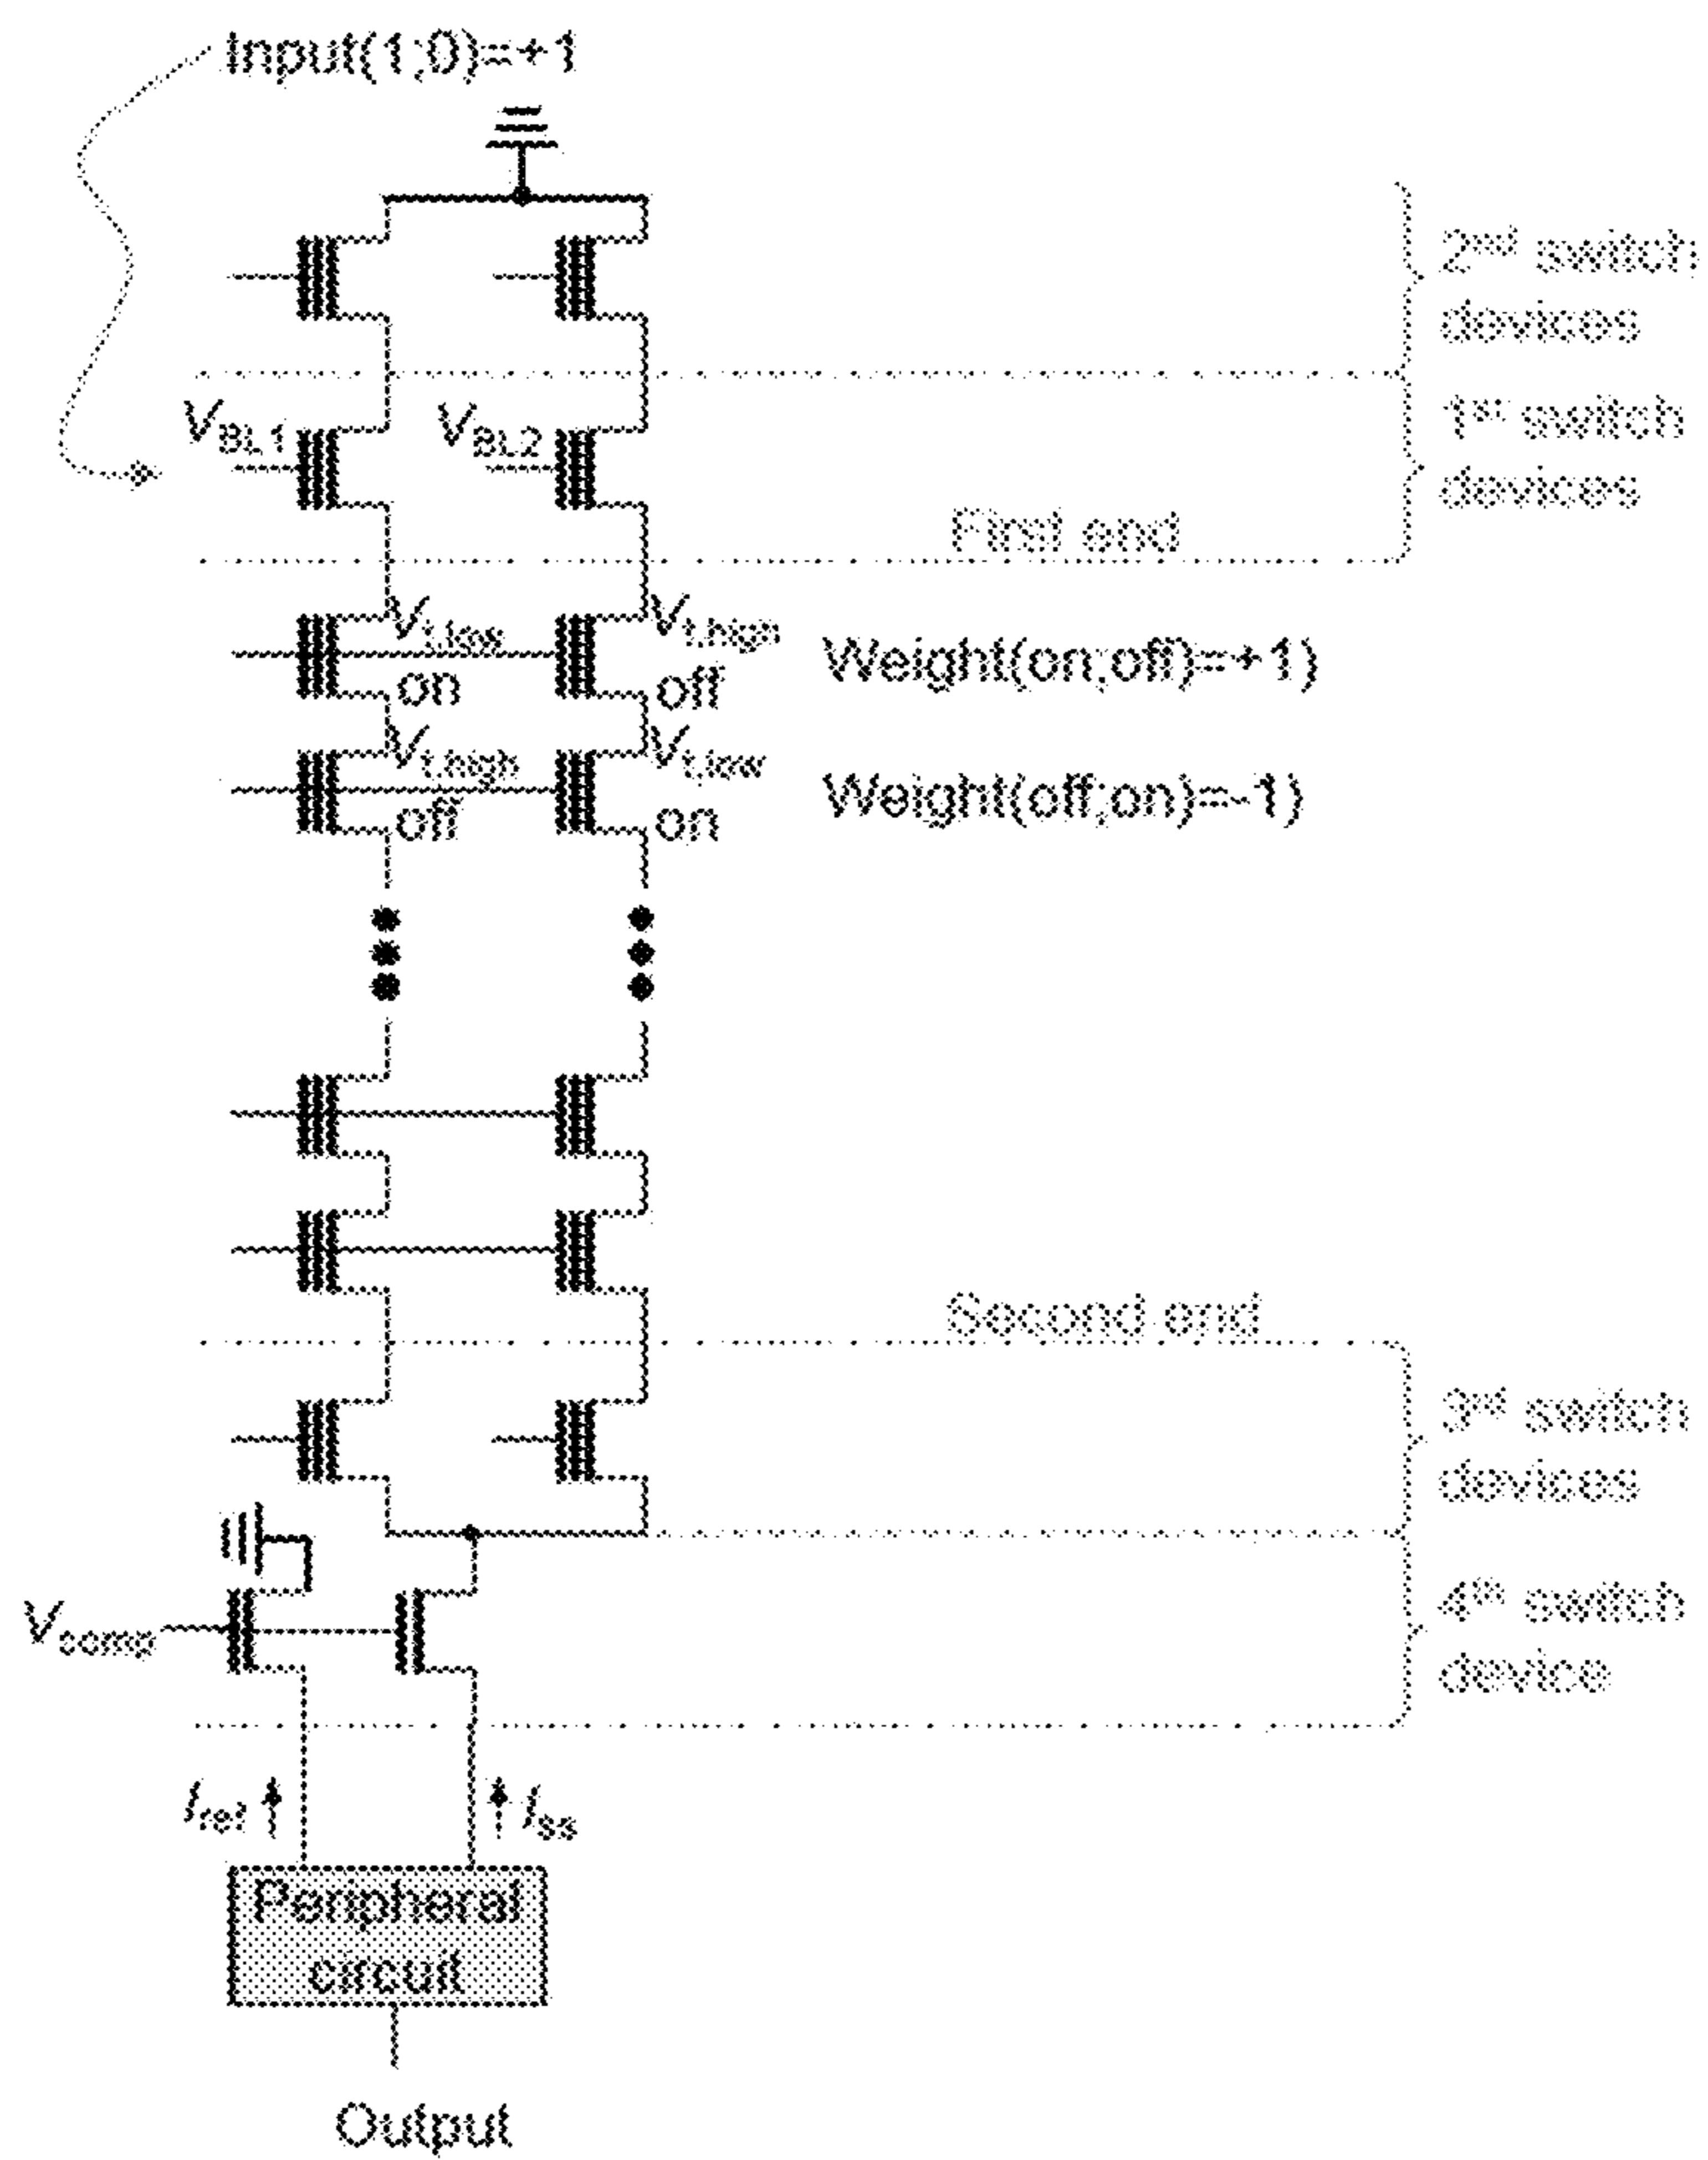 Input(1;0)=+1
2nd switch
devices
VBL1
VBL2
1st switch
devices
First end
Vt,low
Vt,high
on
off
Weight(on;off)=+1)
Vt,high
Vt,low
off
on
Weight(off;on)=-1)
Second end
3rd switch
devices
Vcomp
4th switch
device
Iref
Iss
Peripheral
circuit
Output